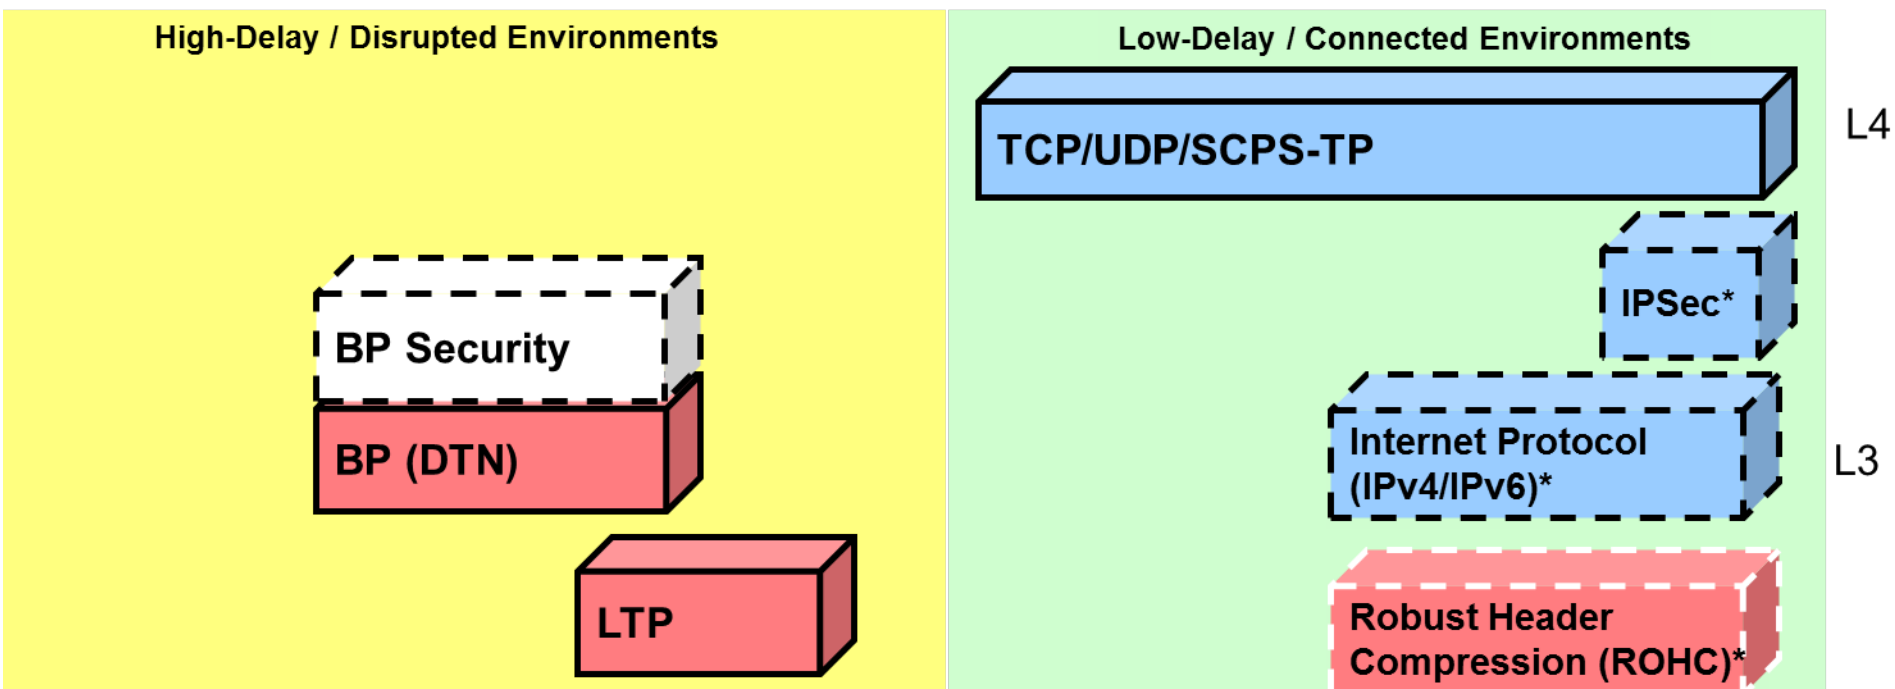 High-Delay / Disrupted Environments
Low-Delay / Connected Environments
TCP/UDP/SCPS-TP
L4
IPSec*
BP Security
BP (DTN)
Internet Protocol
(IPv4/IPv6)*
L3
LTP
Robust Header
Compression (ROHC)*